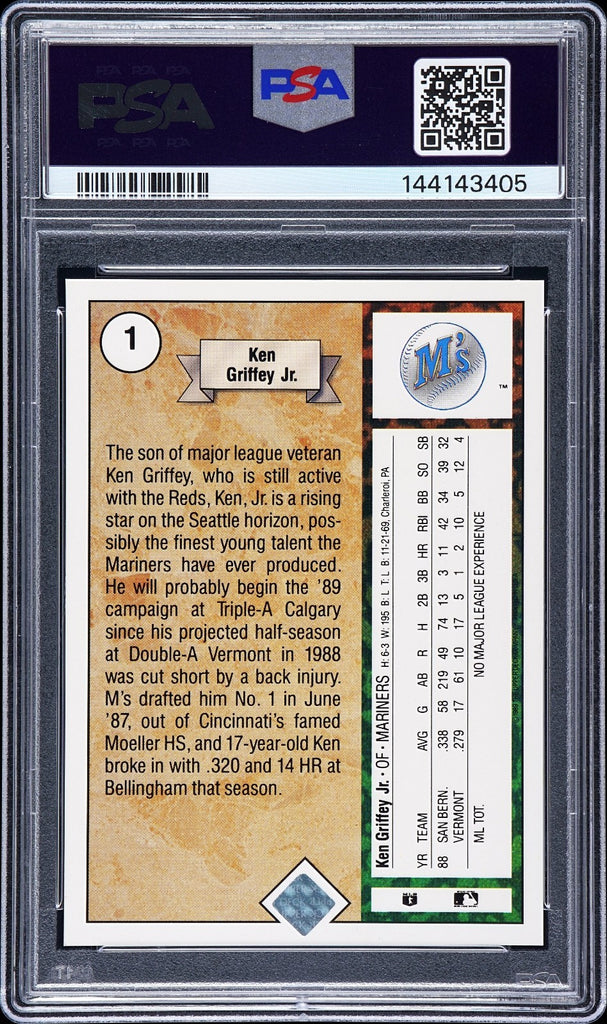 PSA
PSA
144143405
1
Ken
Griffey Jr.
M's
™
The son of major league veteran
Ken Griffey, who is still active
with the Reds, Ken, Jr. is a rising
star on the Seattle horizon, pos-
sibly the finest young talent the
Mariners have ever produced.
He will probably begin the '89
campaign at Triple-A Calgary
since his projected half-season
at Double-A Vermont in 1988
was cut short by a back injury.
M's drafted him No. 1 in June
'87, out of Cincinnati's famed
Moeller HS, and 17-year-old Ken
broke in with .320 and 14 HR at
Bellingham that season.
Ken Griffey Jr. • OF • MARINERS H: 6-3 W: 195 B: L T: L B: 11-21-69, Charleroi, PA
YR TEAM AVG G AB R H 2B 3B HR RBI BB SO SB
88 SAN BERN. .338 58 219 49 74 13 3 11 42 34 39 32
VERMONT .279 17 61 10 17 5 1 2 10 5 12 4
ML TOT. NO MAJOR LEAGUE EXPERIENCE
PSA